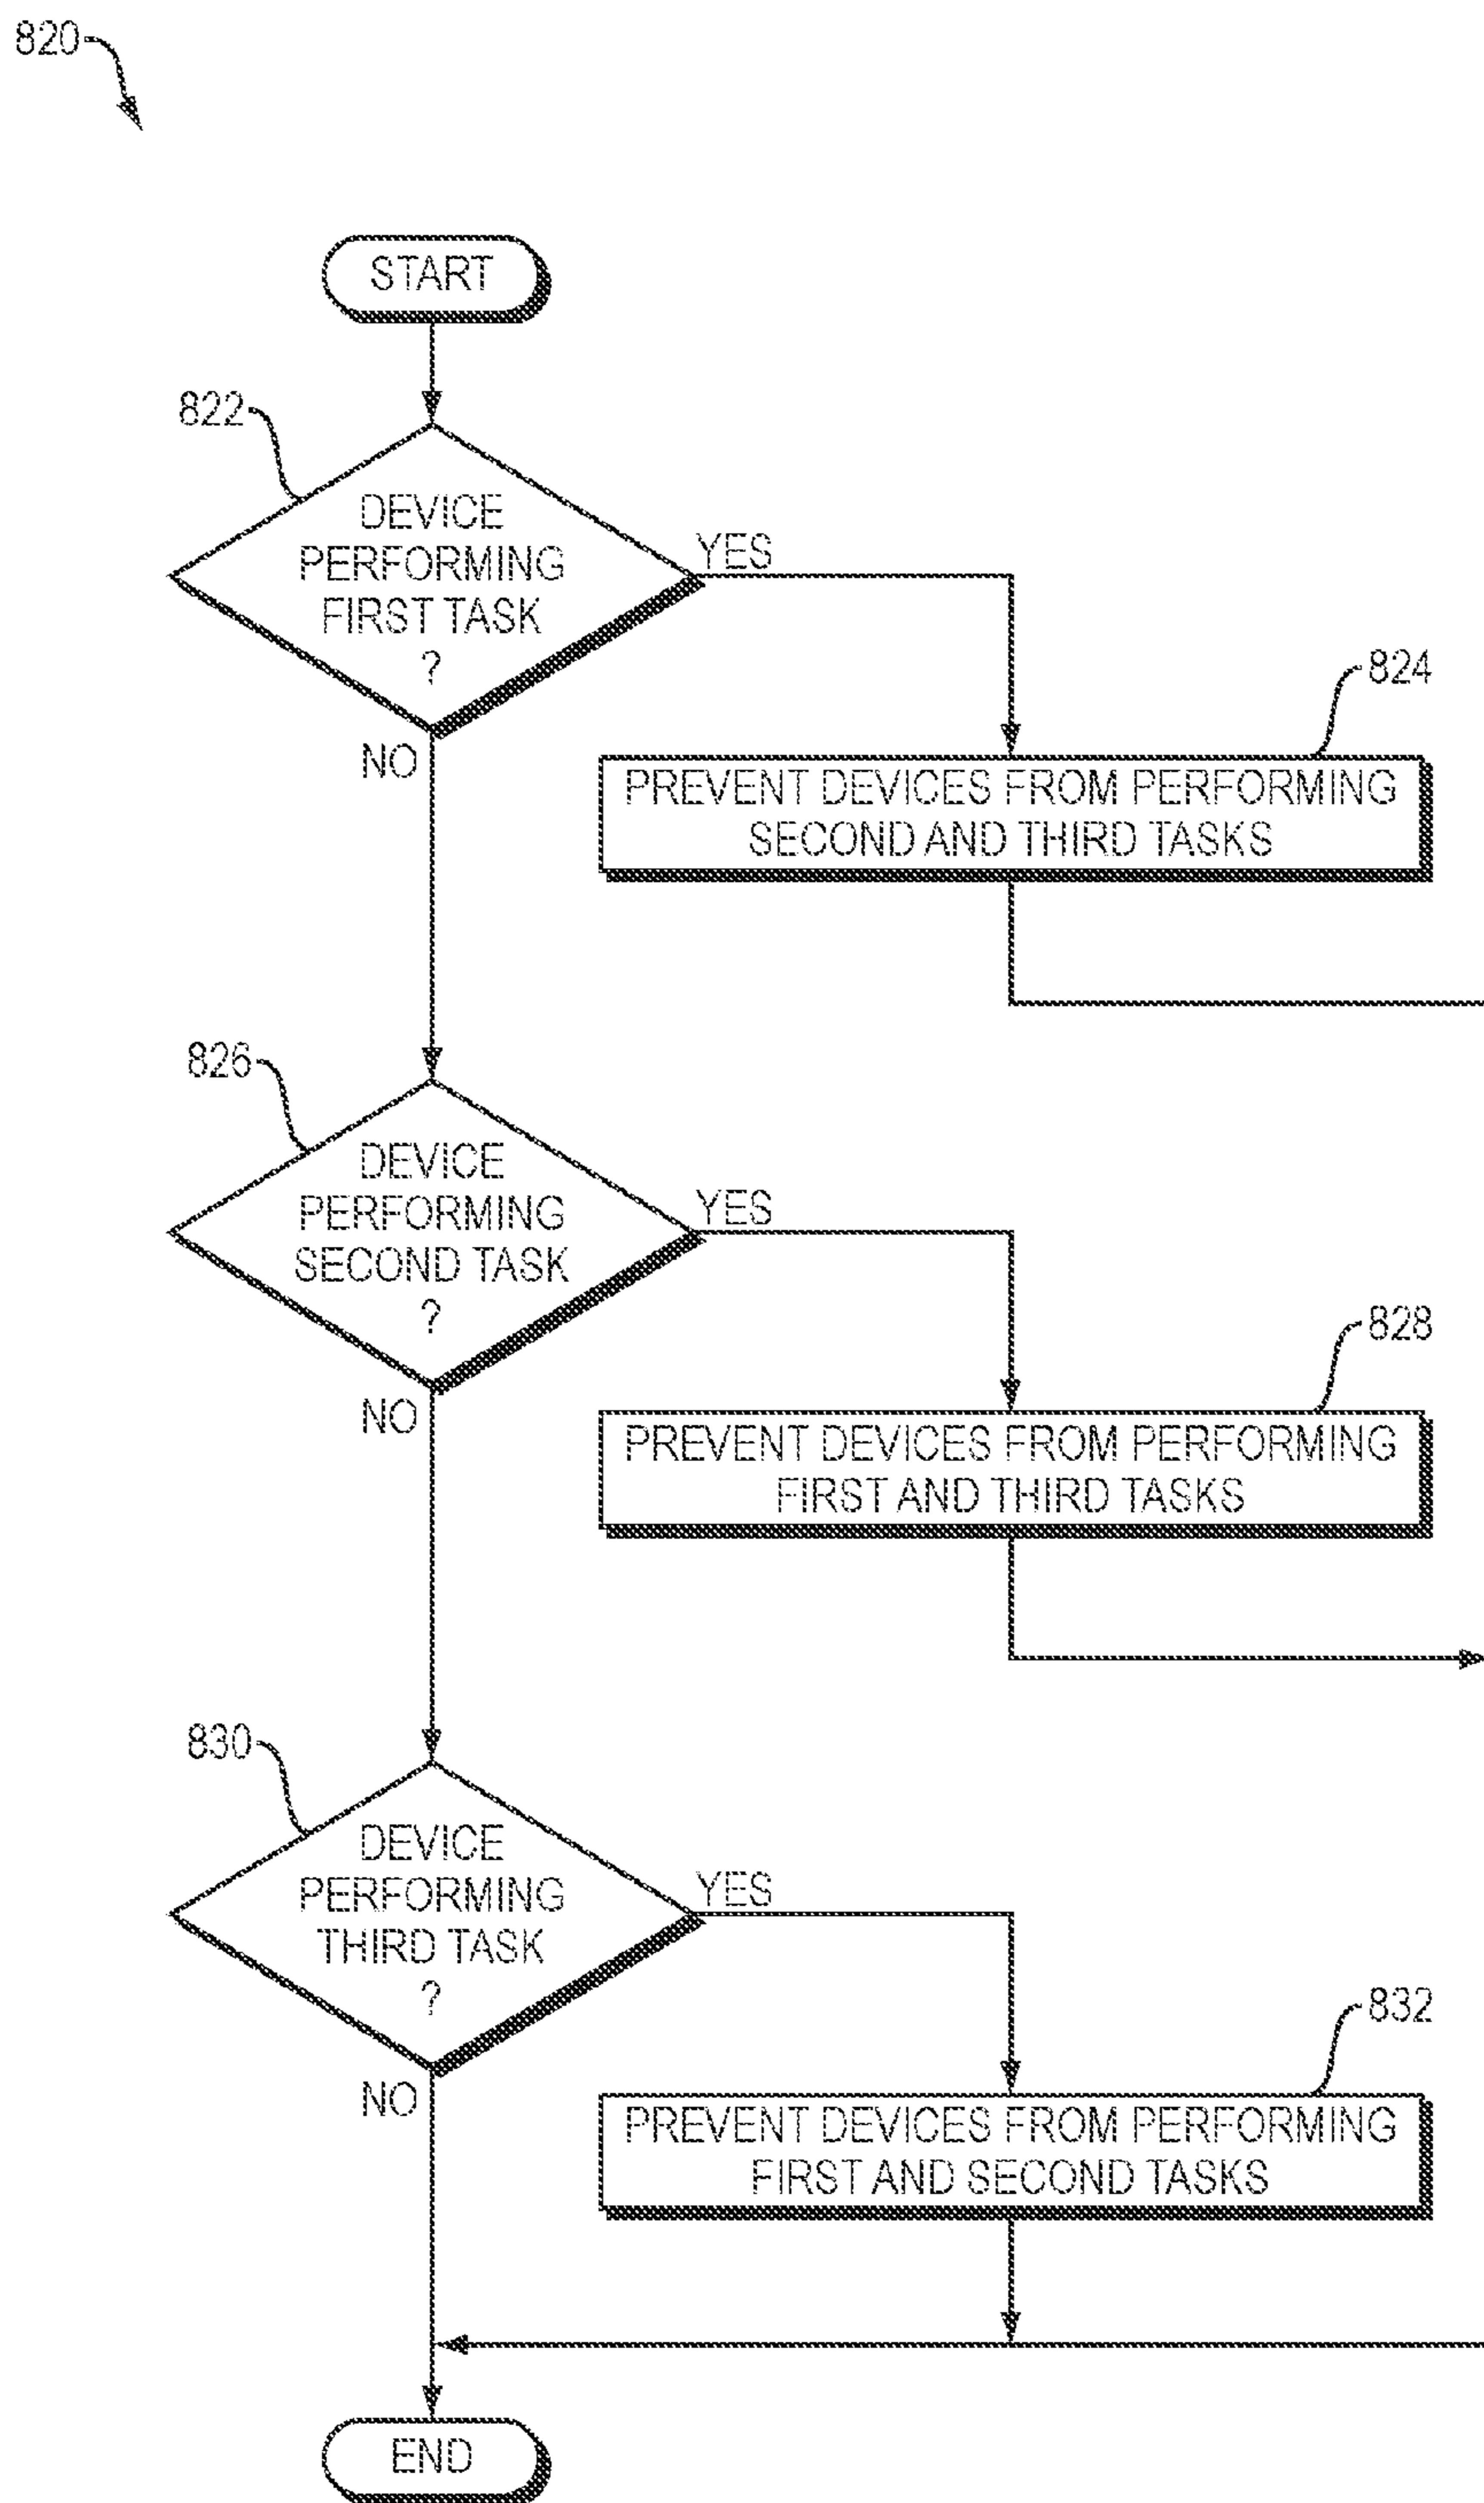 820
START
822
DEVICE
PERFORMING
FIRST TASK
?
YES
NO
824
PREVENT DEVICES FROM PERFORMING
SECOND AND THIRD TASKS
826
DEVICE
PERFORMING
SECOND TASK
?
YES
NO
828
PREVENT DEVICES FROM PERFORMING
FIRST AND THIRD TASKS
830
DEVICE
PERFORMING
THIRD TASK
?
YES
NO
832
PREVENT DEVICES FROM PERFORMING
FIRST AND SECOND TASKS
END